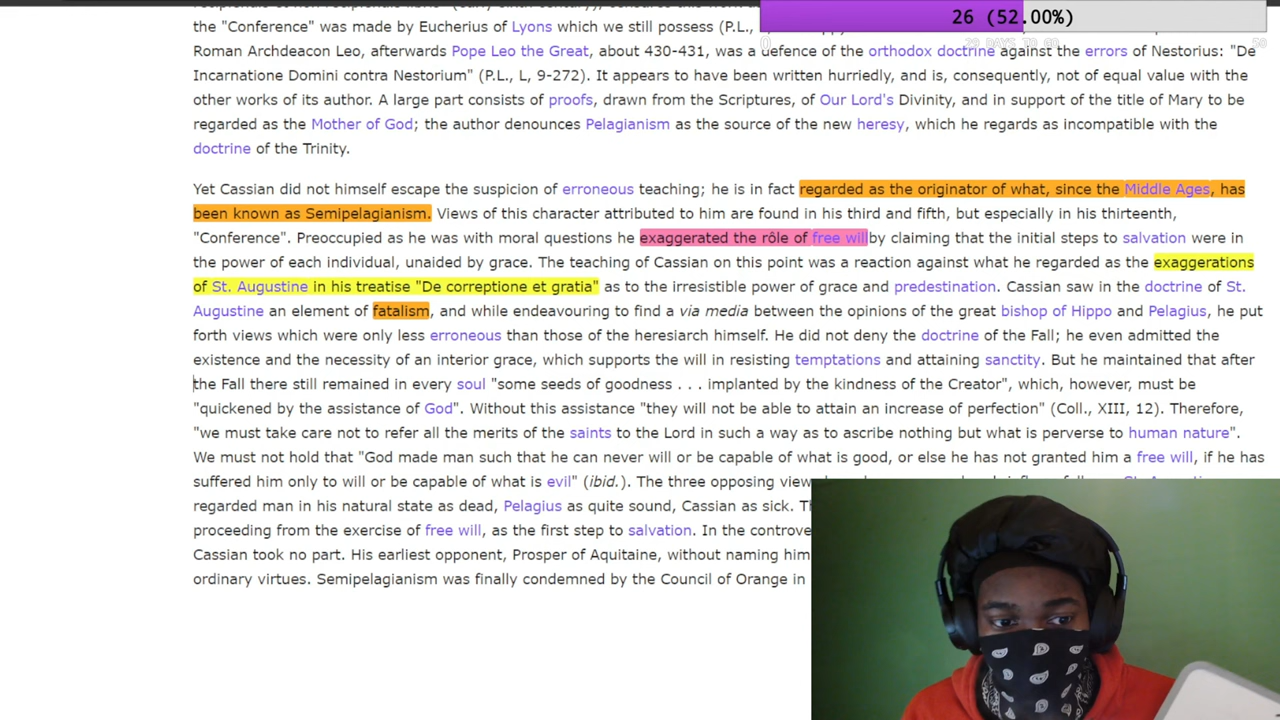 26 (52.00%)
0 29 DAYS TO GO 50
the "Conference" was made by Eucherius of Lyons which we still possess (P.L.,
Roman Archdeacon Leo, afterwards Pope Leo the Great, about 430-431, was a defence of the orthodox doctrine against the errors of Nestorius: "De
Incarnatione Domini contra Nestorium" (P.L., L, 9-272). It appears to have been written hurriedly, and is, consequently, not of equal value with the
other works of its author. A large part consists of proofs, drawn from the Scriptures, of Our Lord's Divinity, and in support of the title of Mary to be
regarded as the Mother of God; the author denounces Pelagianism as the source of the new heresy, which he regards as incompatible with the
doctrine of the Trinity.
Yet Cassian did not himself escape the suspicion of erroneous teaching; he is in fact regarded as the originator of what, since the Middle Ages, has
been known as Semipelagianism. Views of this character attributed to him are found in his third and fifth, but especially in his thirteenth,
"Conference". Preoccupied as he was with moral questions he exaggerated the rôle of free will by claiming that the initial steps to salvation were in
the power of each individual, unaided by grace. The teaching of Cassian on this point was a reaction against what he regarded as the exaggerations
of St. Augustine in his treatise "De correptione et gratia" as to the irresistible power of grace and predestination. Cassian saw in the doctrine of St.
Augustine an element of fatalism, and while endeavouring to find a via media between the opinions of the great bishop of Hippo and Pelagius, he put
forth views which were only less erroneous than those of the heresiarch himself. He did not deny the doctrine of the Fall; he even admitted the
existence and the necessity of an interior grace, which supports the will in resisting temptations and attaining sanctity. But he maintained that after
the Fall there still remained in every soul "some seeds of goodness . . . implanted by the kindness of the Creator", which, however, must be
"quickened by the assistance of God". Without this assistance "they will not be able to attain an increase of perfection" (Coll., XIII, 12). Therefore,
"we must take care not to refer all the merits of the saints to the Lord in such a way as to ascribe nothing but what is perverse to human nature".
We must not hold that "God made man such that he can never will or be capable of what is good, or else he has not granted him a free will, if he has
suffered him only to will or be capable of what is evil" (ibid.). The three opposing
regarded man in his natural state as dead, Pelagius as quite sound, Cassian as sick.
proceeding from the exercise of free will, as the first step to salvation. In the
Cassian took no part. His earliest opponent, Prosper of Aquitaine, without naming him
ordinary virtues. Semipelagianism was finally condemned by the Council of Orange in